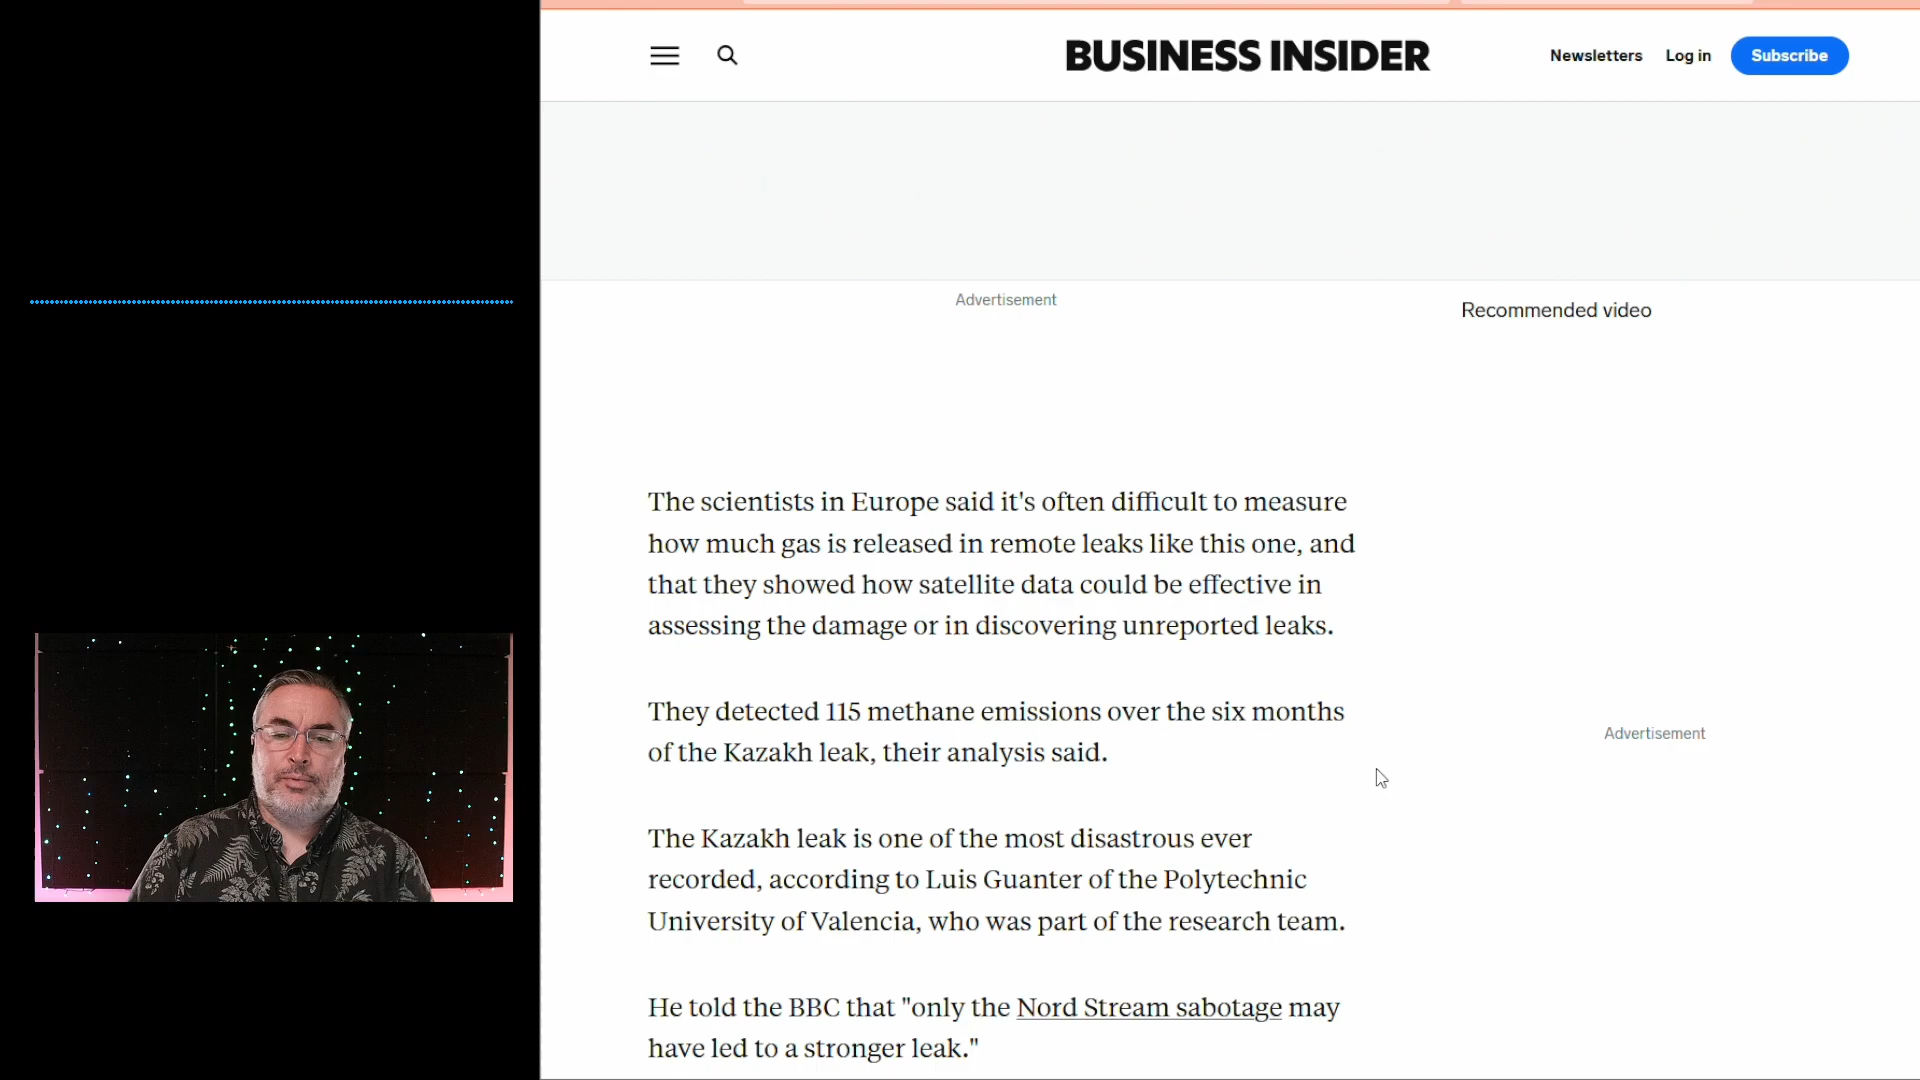 BUSINESS INSIDER
Newsletters
Log in
Subscribe
Advertisement
Recommended video
The scientists in Europe said it's often difficult to measure
how much gas is released in remote leaks like this one, and
that they showed how satellite data could be effective in
assessing the damage or in discovering unreported leaks.
They detected 115 methane emissions over the six months
of the Kazakh leak, their analysis said.
Advertisement
The Kazakh leak is one of the most disastrous ever
recorded, according to Luis Guanter of the Polytechnic
University of Valencia, who was part of the research team.
He told the BBC that "only the Nord Stream sabotage may
have led to a stronger leak."